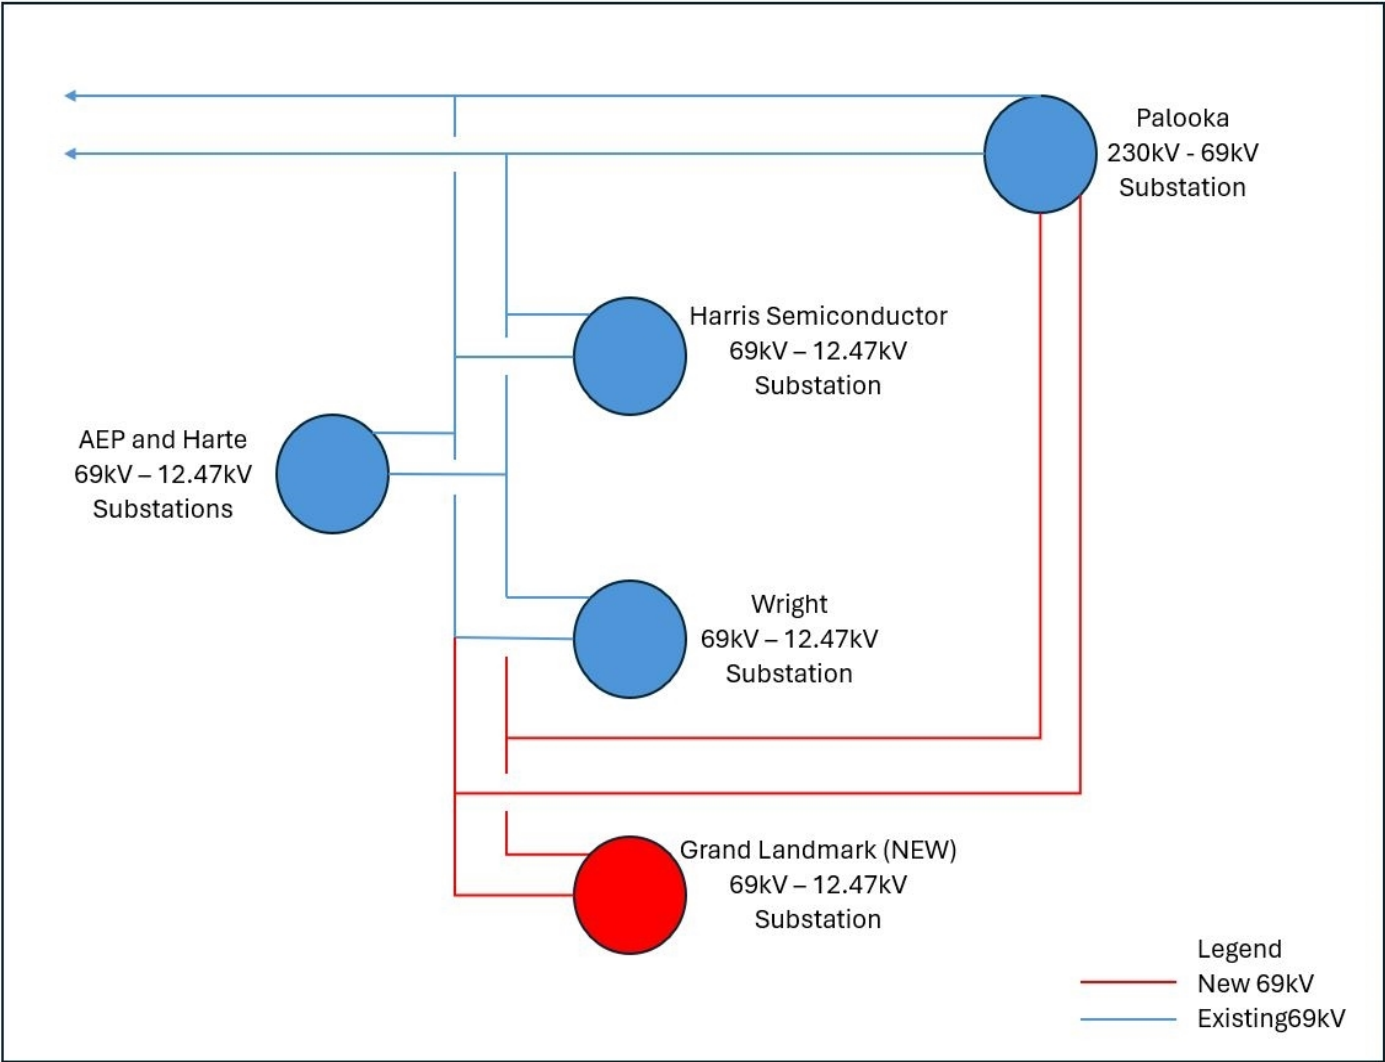 Palooka
230kV - 69kV
Substation
Harris Semiconductor
69kV – 12.47kV
Substation
AEP and Harte
69kV – 12.47kV
Substations
Wright
69kV – 12.47kV
Substation
Grand Landmark (NEW)
69kV – 12.47kV
Substation
Legend
New 69kV
Existing69kV